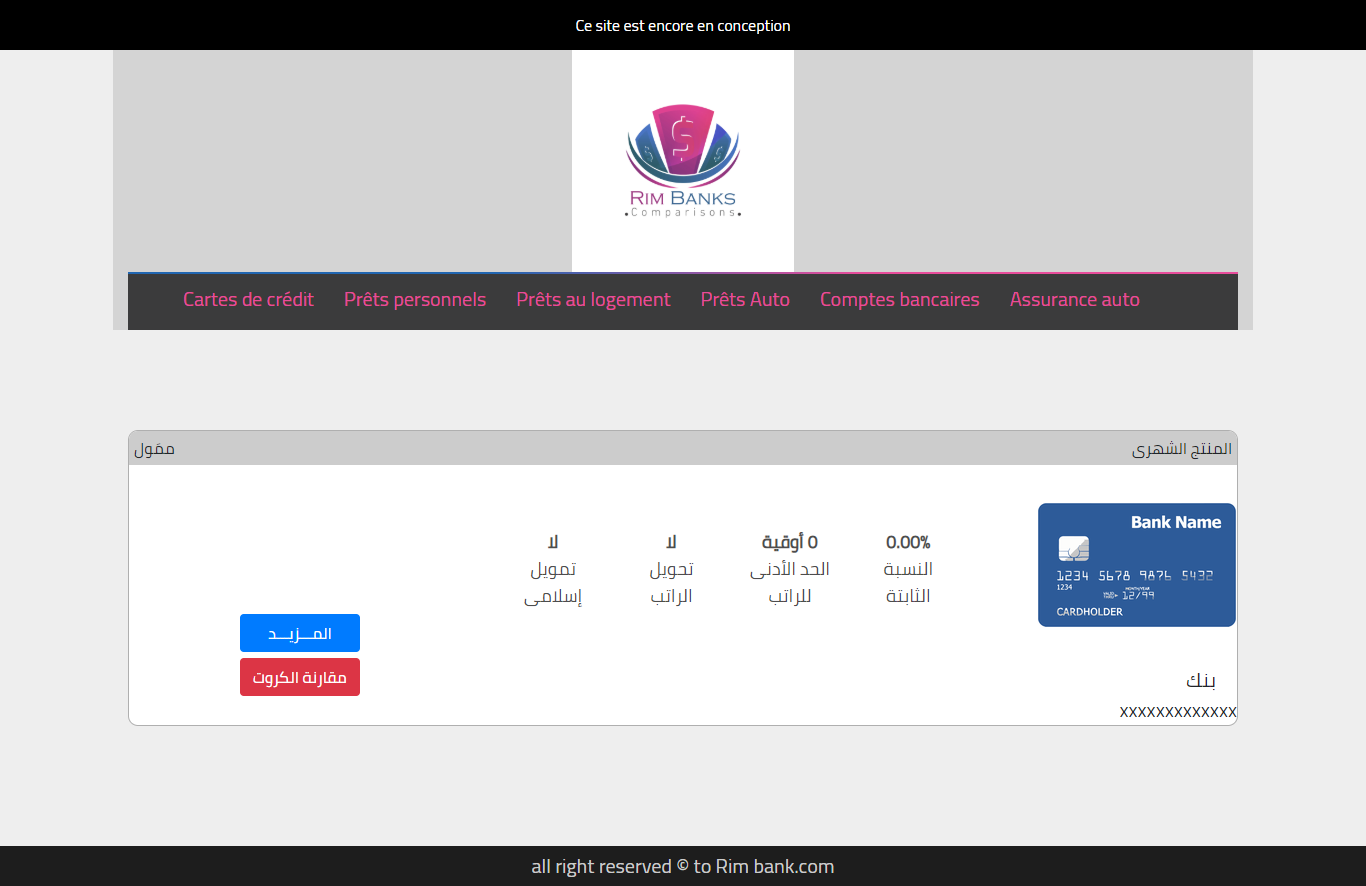 Ce site est encore en conception
$
RIM BANKS
.Comparisons.
Cartes de crédit Prêts personnels Prêts au logement Prêts Auto Comptes bancaires Assurance auto
المنتج الشهرى
ممَول
Bank Name
1234 5678 9876 5432
1234
12/99
CARDHOLDER
0.00%
النسبة
الثابتة
0 أوقية
الحد الأدنى
للراتب
لا
تحويل
الراتب
لا
تمويل
إسلامى
المـــزيـــد
مقارنة الكروت
بنك
XXXXXXXXXXXXX
all right reserved © to Rim bank.com